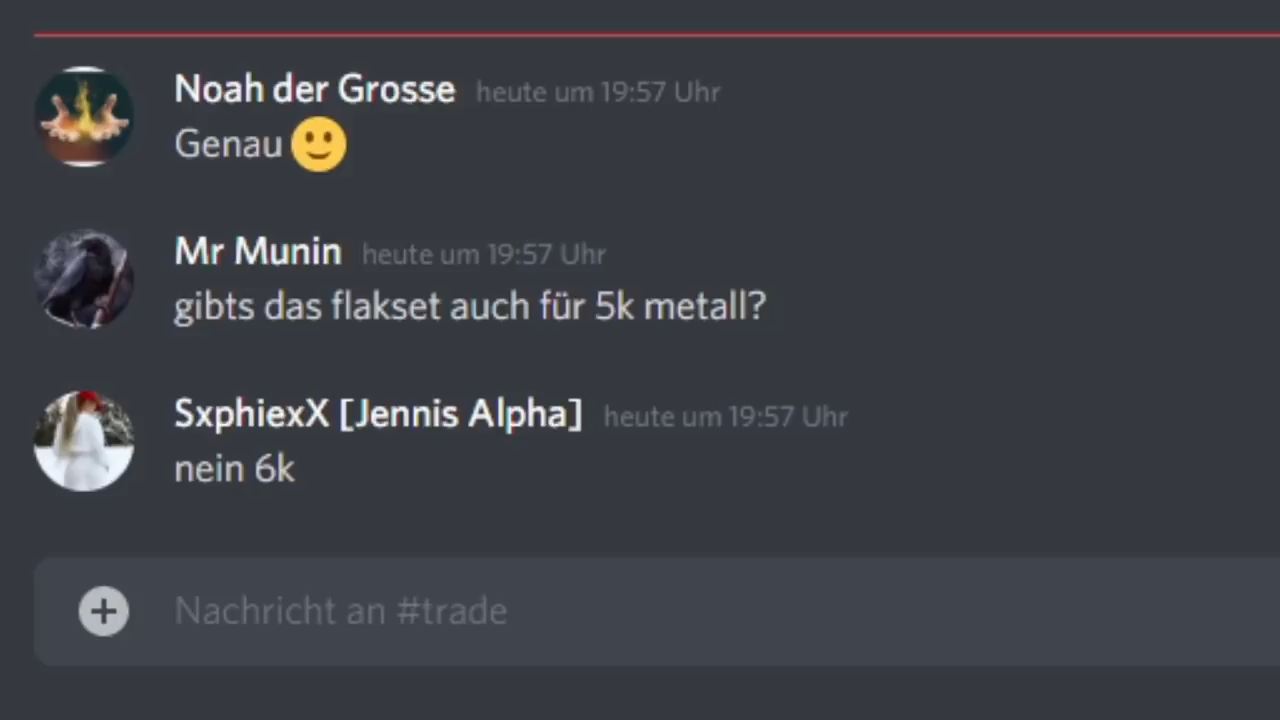 Noah der Grosse heute um 19:57 Uhr
Genau 🙂
Mr Munin heute um 19:57 Uhr
gibts das flakset auch für 5k metall?
SxphiexX [Jennis Alpha] heute um 19:57 Uhr
nein 6k
Nachricht an #trade